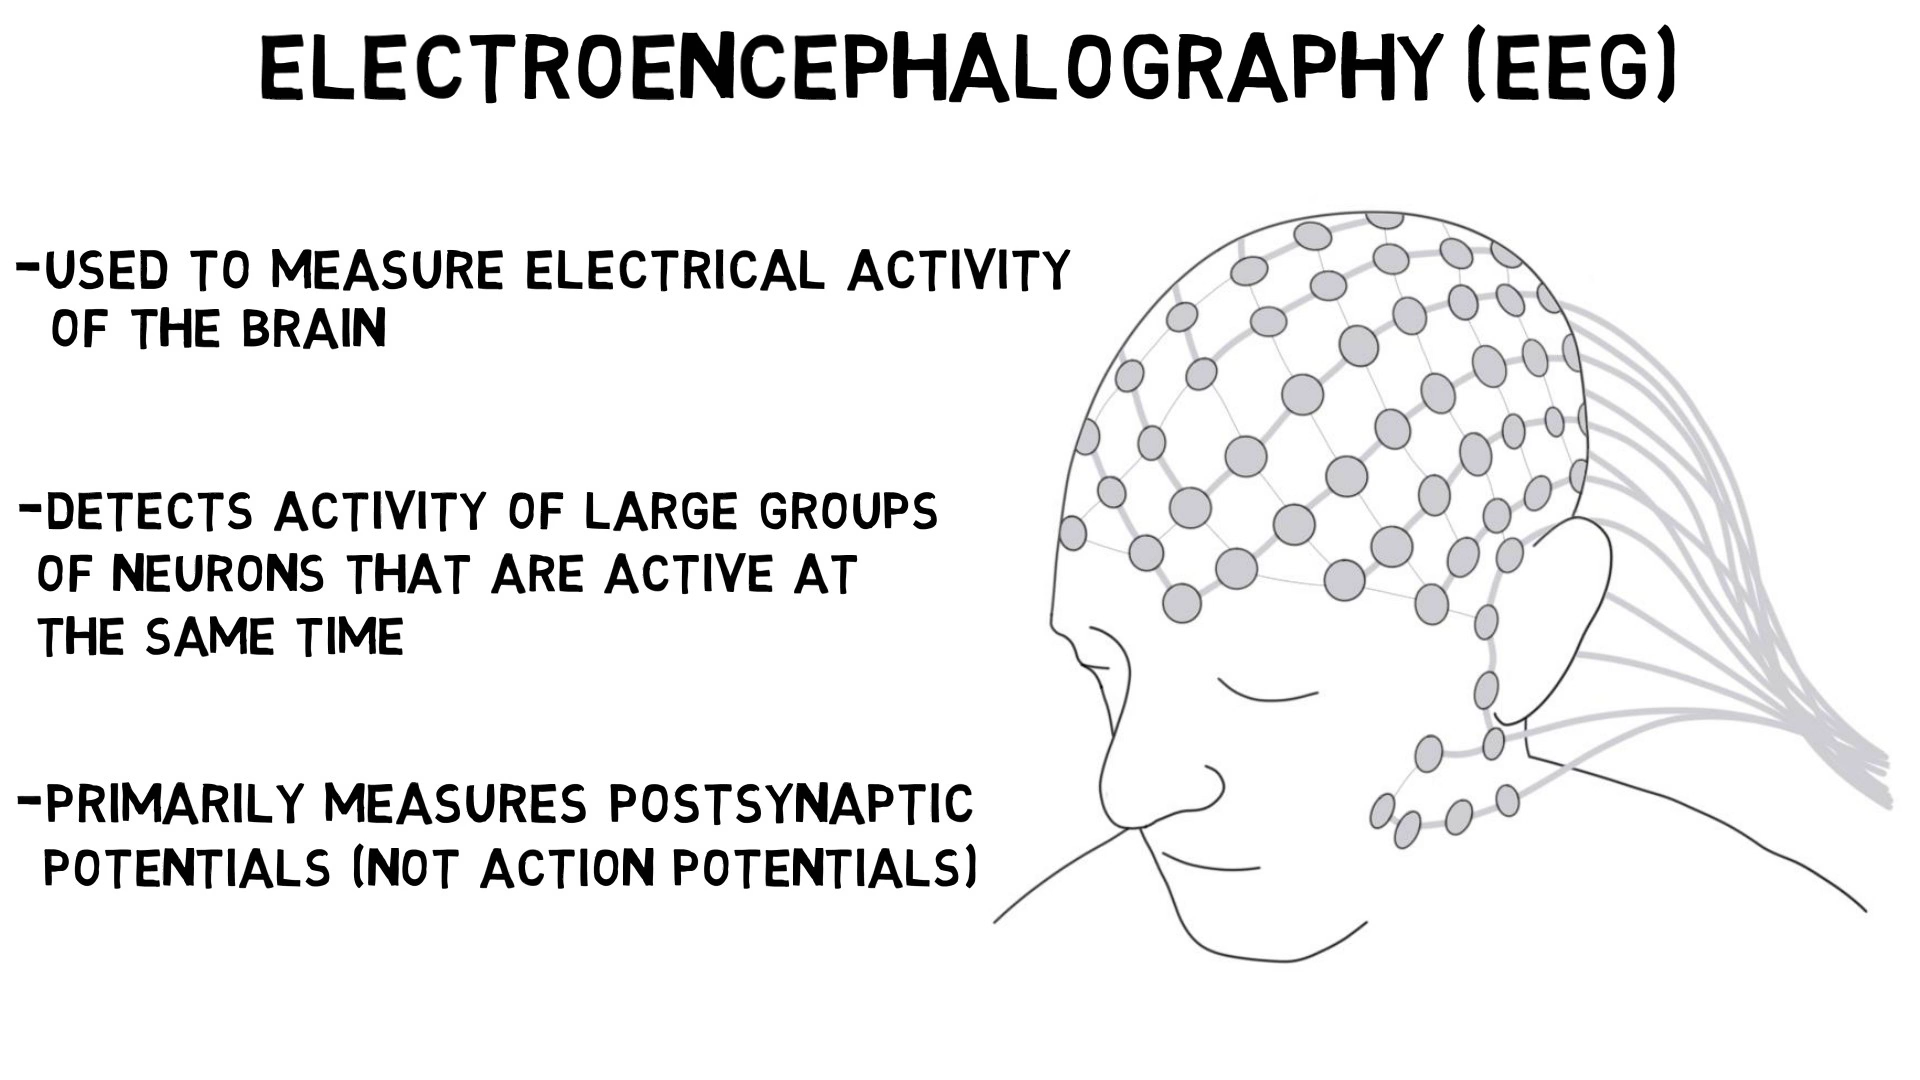 ELECTROENCEPHALOGRAPHY (EEG)
-USED TO MEASURE ELECTRICAL ACTIVITY
OF THE BRAIN
-DETECTS ACTIVITY OF LARGE GROUPS
OF NEURONS THAT ARE ACTIVE AT
THE SAME TIME
-PRIMARILY MEASURES POSTSYNAPTIC
POTENTIALS (NOT ACTION POTENTIALS)